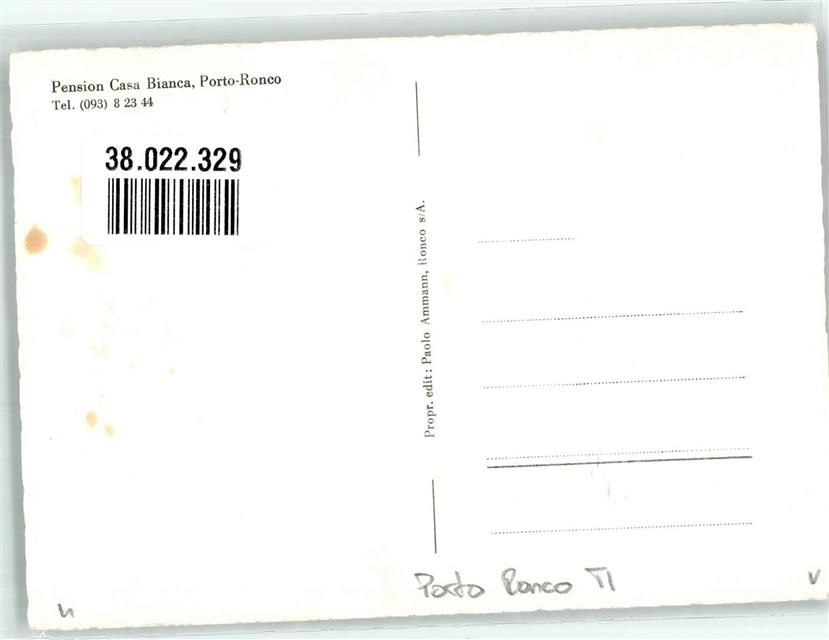 Pension Casa Bianca, Porto-Ronco
Tel. (093) 8 23 44
38.022.329
Propr. edit: Paolo Ammann, Ronco s/A.
Porto Ronco TI